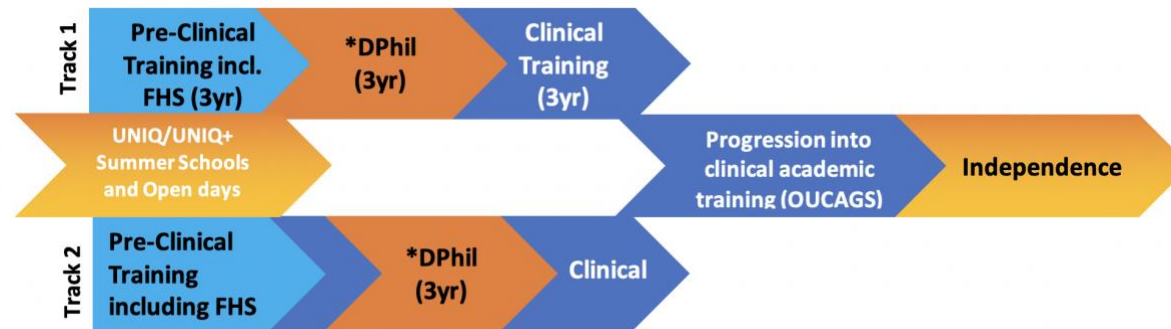 Track 1
Pre-Clinical
Training incl.
FHS (3yr)
*DPhil
(3yr)
Clinical
Training
(3yr)
UNIQ/UNIQ+
Summer Schools
and Open days
Progression into
clinical academic
training (OUCAGS)
Independence
Track 2
Pre-Clinical
Training
including FHS
*DPhil
(3yr)
Clinical